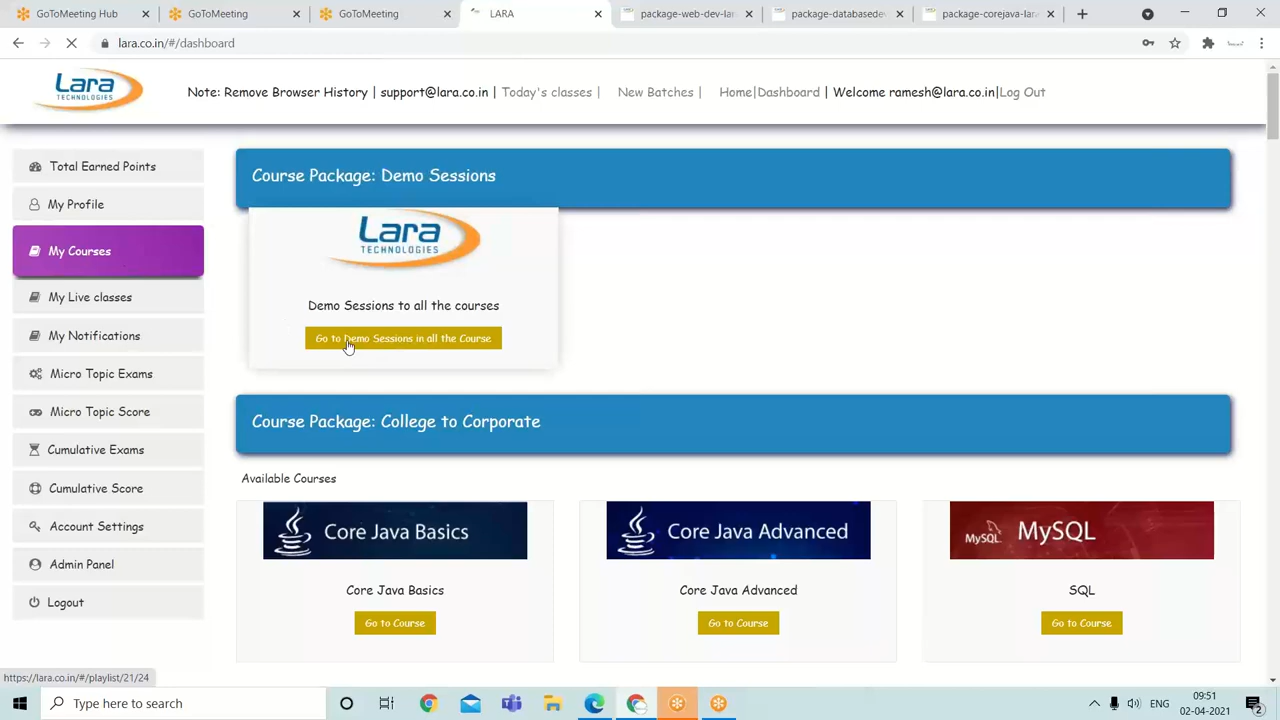 GoToMeeting Hub
GoToMeeting
GoToMeeting
LARA
package-web-dev-lar
package-databasedev
package-corejava-lar
lara.co.in/#/dashboard
Lara
TECHNOLOGIES
Note: Remove Browser History | support@lara.co.in | Today's classes | New Batches | Home|Dashboard | Welcome ramesh@lara.co.in|Log Out
Total Earned Points
My Profile
My Courses
My Live classes
My Notifications
Micro Topic Exams
Micro Topic Score
Cumulative Exams
Cumulative Score
Account Settings
Admin Panel
Logout
Course Package: Demo Sessions
Lara
TECHNOLOGIES
Demo Sessions to all the courses
Go to Demo Sessions in all the Course
Course Package: College to Corporate
Available Courses
Core Java Basics
Core Java Basics
Go to Course
Core Java Advanced
Core Java Advanced
Go to Course
MySQL
MySQL
SQL
Go to Course
https://lara.co.in/#/playlist/21/24
Type here to search
ENG
09:51
02-04-2021
2